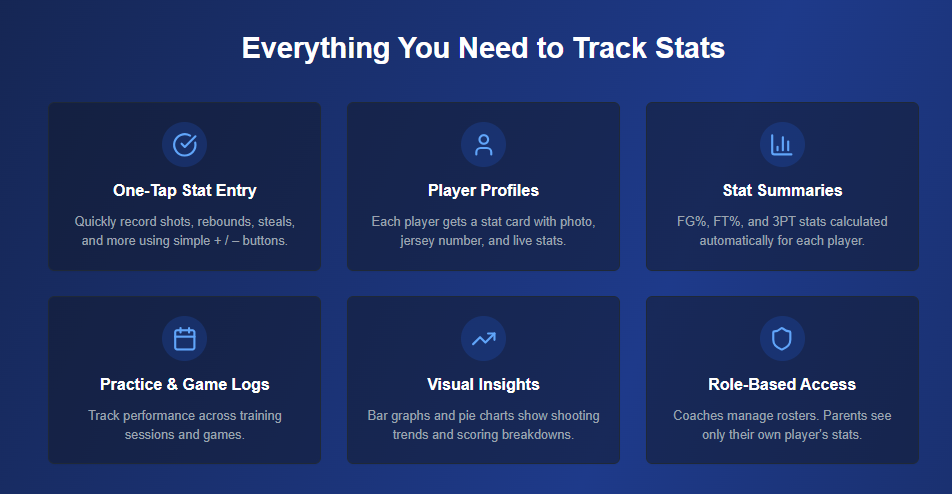 Everything You Need to Track Stats
One-Tap Stat Entry
Quickly record shots, rebounds, steals,
and more using simple + / – buttons.
Player Profiles
Each player gets a stat card with photo,
jersey number, and live stats.
Stat Summaries
FG%, FT%, and 3PT stats calculated
automatically for each player.
Practice & Game Logs
Track performance across training
sessions and games.
Visual Insights
Bar graphs and pie charts show shooting
trends and scoring breakdowns.
Role-Based Access
Coaches manage rosters. Parents see
only their own player's stats.